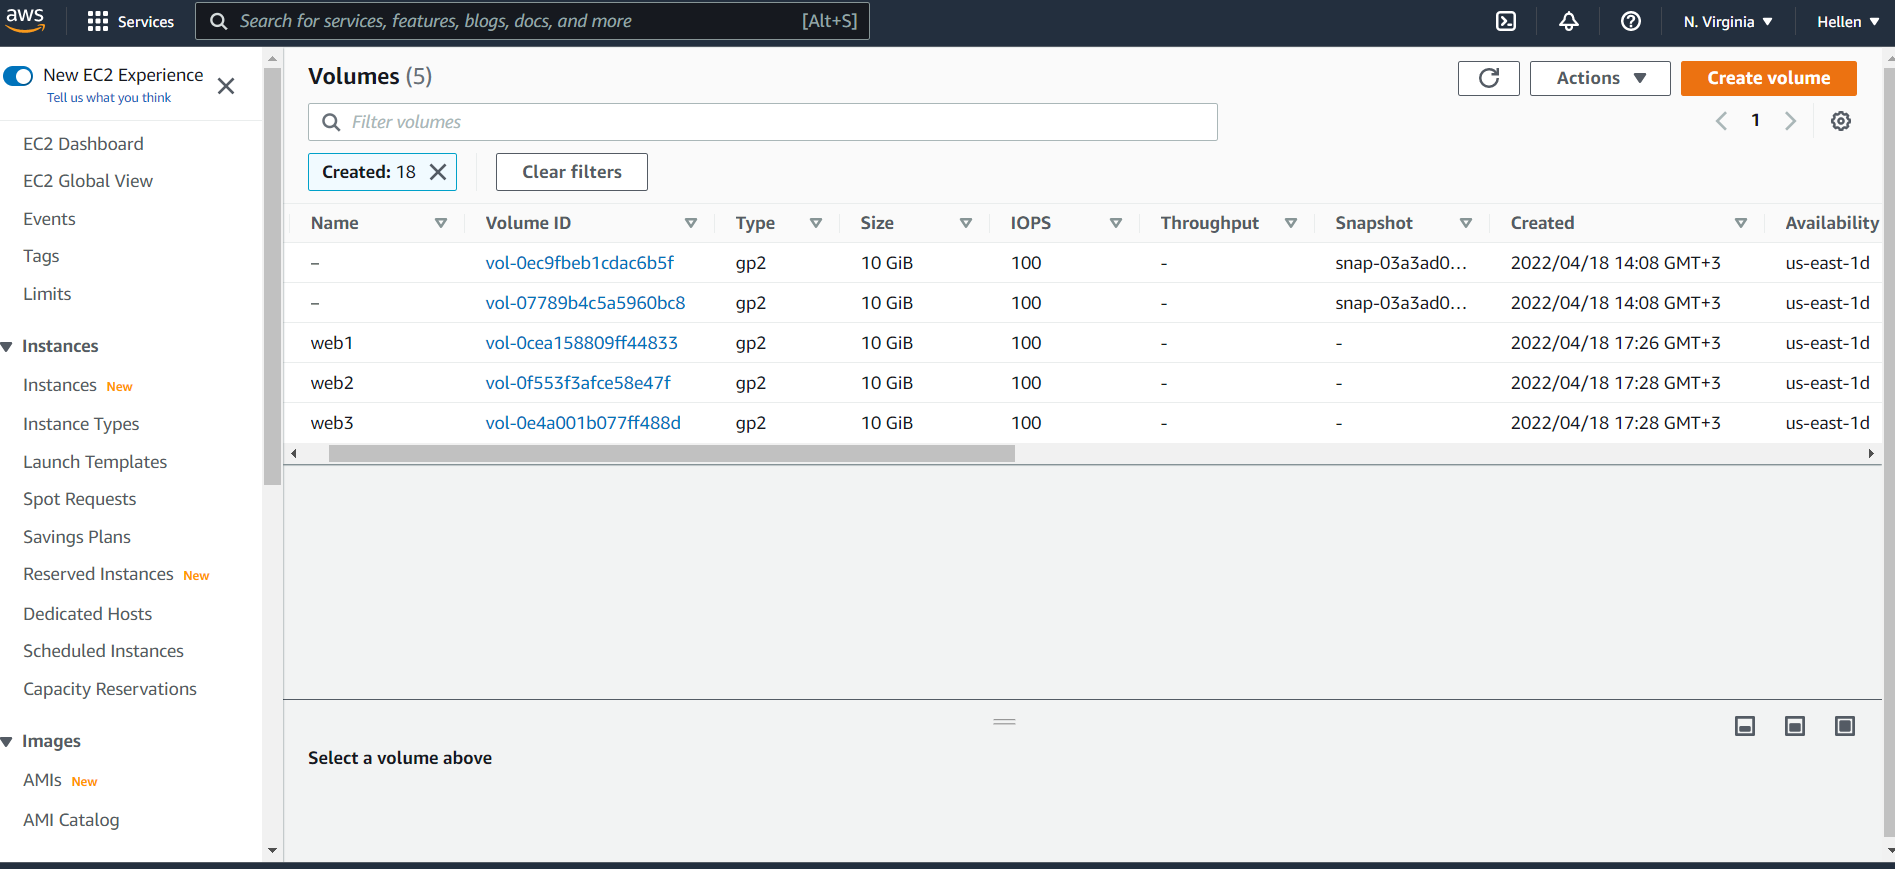 aws
Services
Search for services, features, blogs, docs, and more [Alt+S]
N. Virginia
Hellen
New EC2 Experience
Tell us what you think
EC2 Dashboard
EC2 Global View
Events
Tags
Limits
Instances
Instances New
Instance Types
Launch Templates
Spot Requests
Savings Plans
Reserved Instances New
Dedicated Hosts
Scheduled Instances
Capacity Reservations
Images
AMIs New
AMI Catalog
Volumes (5)
Actions
Create volume
Filter volumes
1
Created: 18
Clear filters
Name Volume ID Type Size IOPS Throughput Snapshot Created Availability
– vol-0ec9fbeb1cdac6b5f gp2 10 GiB 100 - snap-03a3ad0... 2022/04/18 14:08 GMT+3 us-east-1d
– vol-07789b4c5a5960bc8 gp2 10 GiB 100 - snap-03a3ad0... 2022/04/18 14:08 GMT+3 us-east-1d
web1 vol-0cea158809ff44833 gp2 10 GiB 100 - - 2022/04/18 17:26 GMT+3 us-east-1d
web2 vol-0f553f3afce58e47f gp2 10 GiB 100 - - 2022/04/18 17:28 GMT+3 us-east-1d
web3 vol-0e4a001b077ff488d gp2 10 GiB 100 - - 2022/04/18 17:28 GMT+3 us-east-1d
Select a volume above